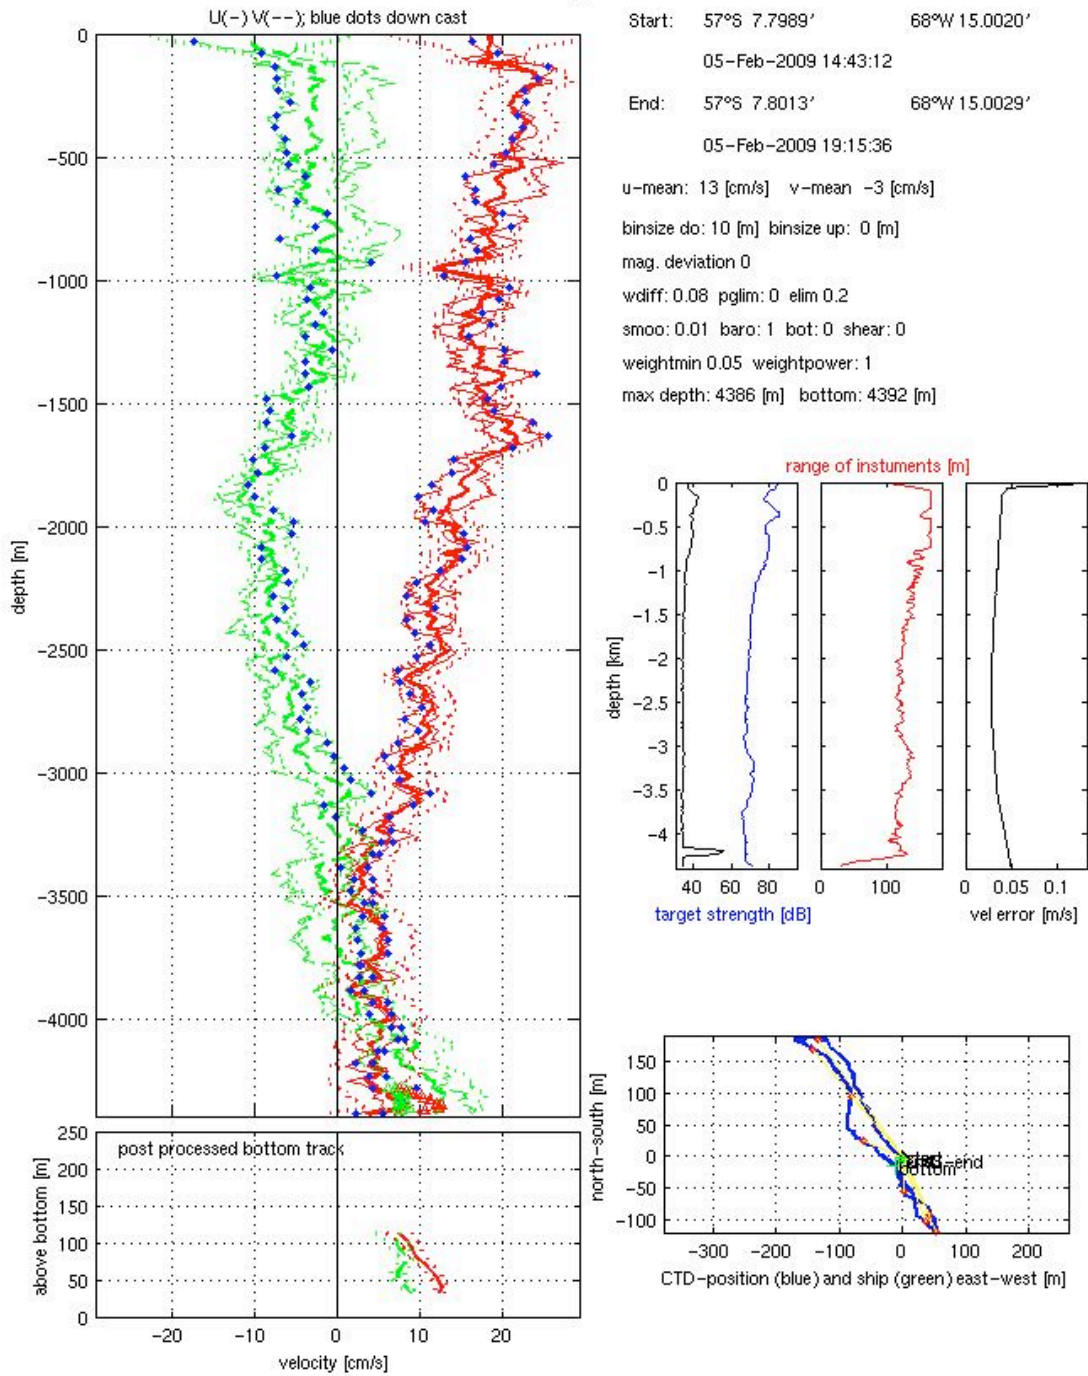 U(-) V(--); blue dots down cast
0
-500
-1000
-1500
-2000
-2500
-3000
-3500
-4000
depth [m]
Start: 57°S 7.7989' 68°W 15.0020'
05-Feb-2009 14:43:12
End: 57°S 7.8013' 68°W 15.0029'
05-Feb-2009 19:15:36
u-mean: 13 [cm/s] v-mean -3 [cm/s]
binsize do: 10 [m] binsize up: 0 [m]
mag. deviation 0
wdiff: 0.08 pglim: 0 elim 0.2
smoo: 0.01 baro: 1 bot: 0 shear: 0
weightmin 0.05 weightpower: 1
max depth: 4386 [m] bottom: 4392 [m]
range of instuments [m]
0
-0.5
-1
-1.5
-2
-2.5
-3
-3.5
-4
depth [km]
40 60 80
0 100
0 0.05 0.1
target strength [dB]
vel error [m/s]
post processed bottom track
250
200
150
100
50
0
above bottom [m]
-20 -10 0 10 20
velocity [cm/s]
150
100
50
0
-50
-100
north-south [m]
-end
bottom
-300 -200 -100 0 100 200
CTD-position (blue) and ship (green) east-west [m]